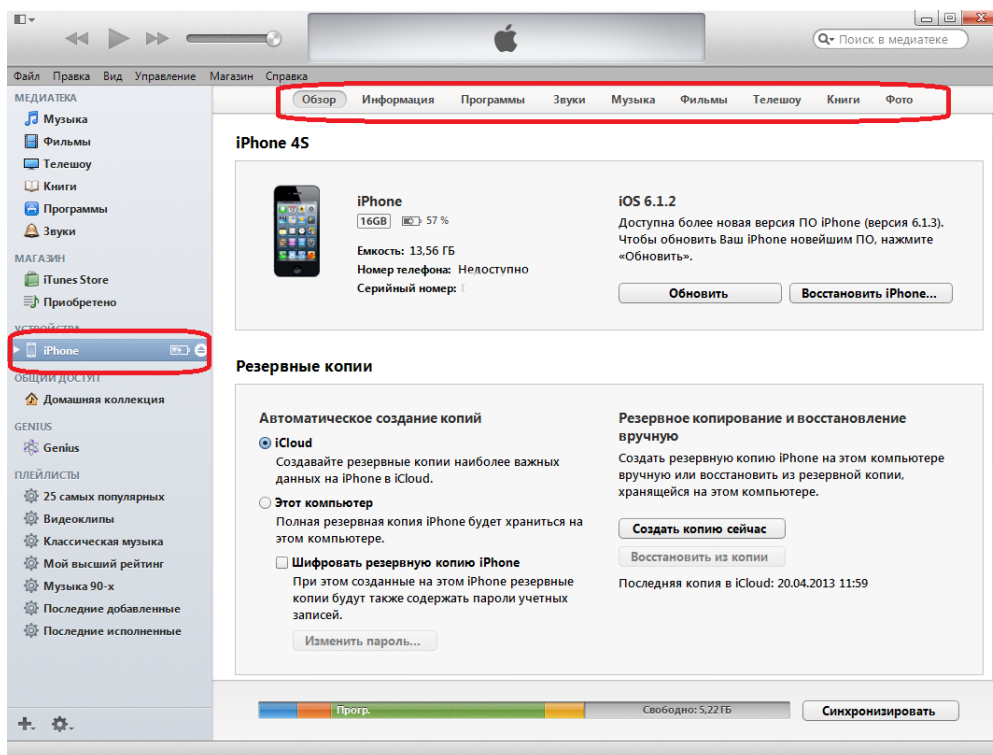 Поиск в медиатеке
Файл Правка Вид Управление Магазин Справка
МЕДИАТЕКА
Музыка
Фильмы
Телешоу
Книги
Программы
Звуки
МАГАЗИН
iTunes Store
Приобретено
УСТРОЙСТВА
iPhone
ОБЩИЙ ДОСТУП
Домашняя коллекция
GENIUS
Genius
ПЛЕЙЛИСТЫ
25 самых популярных
Видеоклипы
Классическая музыка
Мой высший рейтинг
Музыка 90-х
Последние добавленные
Последние исполненные
Обзор Информация Программы Звуки Музыка Фильмы Телешоу Книги Фото
iPhone 4S
iPhone
16GB 57 %
Емкость: 13,56 ГБ
Номер телефона: Недоступно
Серийный номер:
iOS 6.1.2
Доступна более новая версия ПО iPhone (версия 6.1.3).
Чтобы обновить Ваш iPhone новейшим ПО, нажмите
«Обновить».
Обновить Восстановить iPhone...
Резервные копии
Автоматическое создание копий
iCloud
Создавайте резервные копии наиболее важных
данных на iPhone в iCloud.
Этот компьютер
Полная резервная копия iPhone будет храниться на
этом компьютере.
Шифровать резервную копию iPhone
При этом созданные на этом iPhone резервные
копии будут также содержать пароли учетных
записей.
Изменить пароль...
Резервное копирование и восстановление
вручную
Создать резервную копию iPhone на этом компьютере
вручную или восстановить из резервной копии,
хранящейся на этом компьютере.
Создать копию сейчас
Восстановить из копии
Последняя копия в iCloud: 20.04.2013 11:59
Прогр. Свободно: 5,22 ГБ Синхронизировать